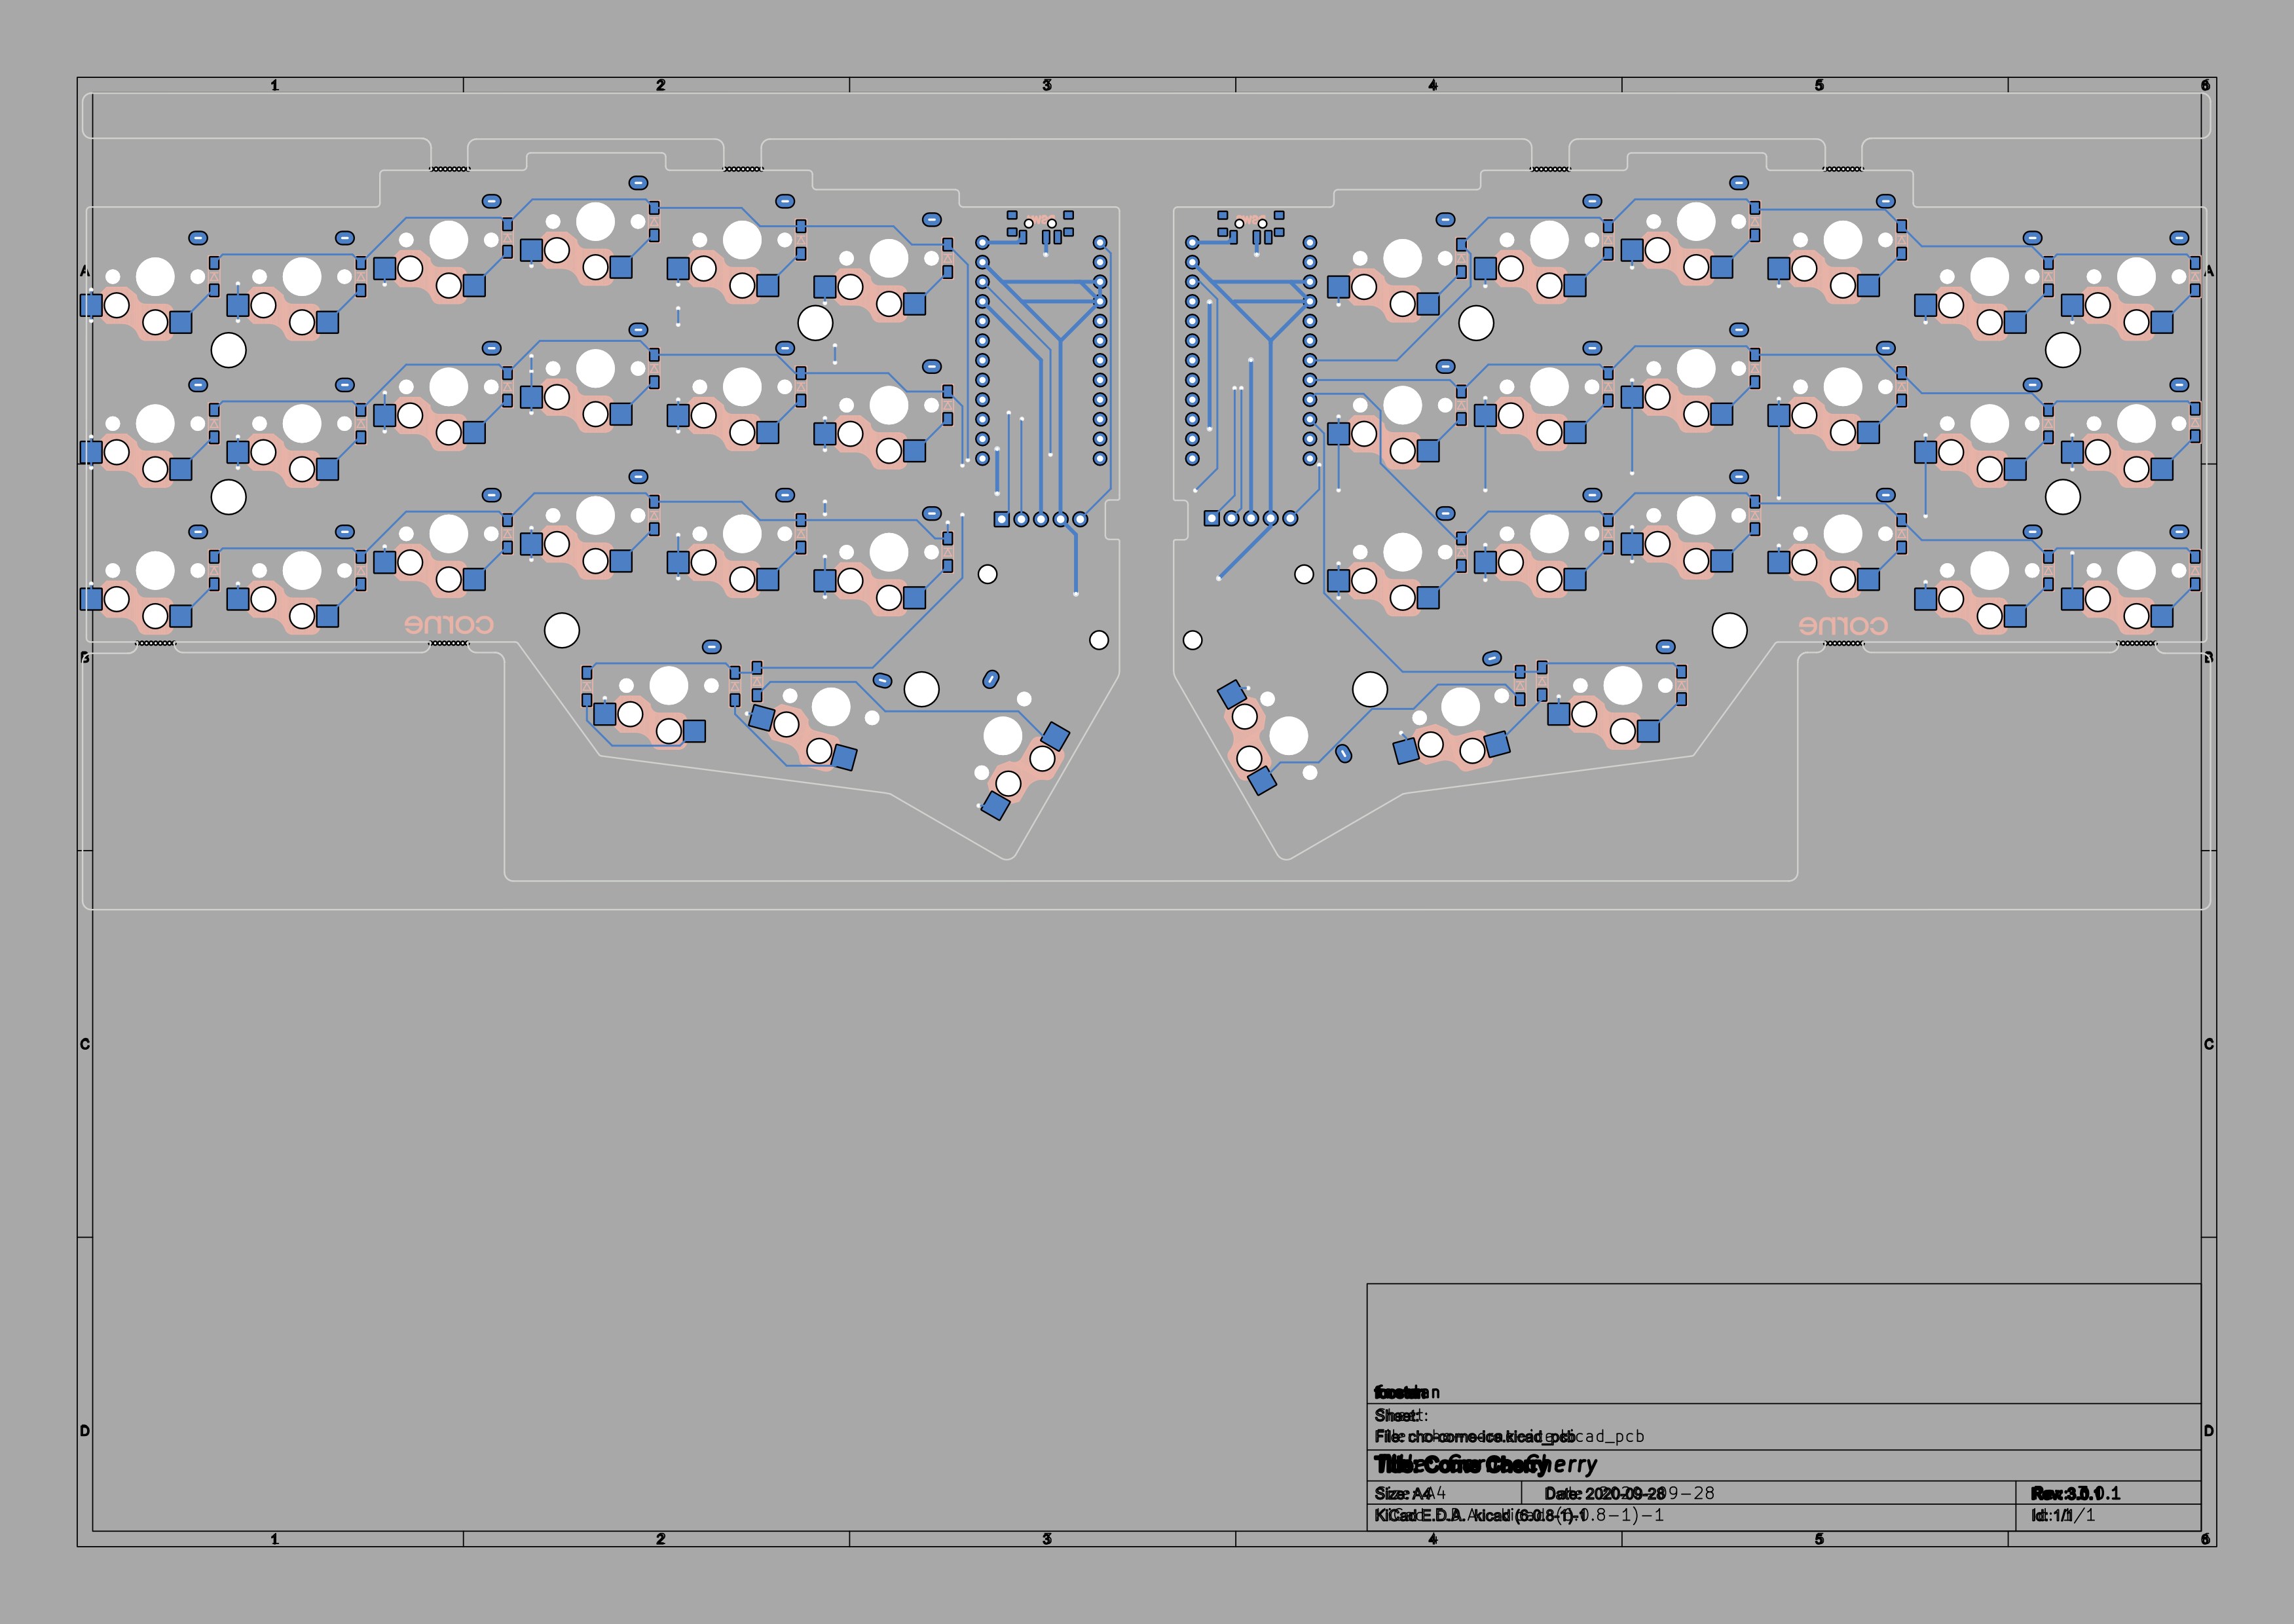 1 2 3 4 5 6
A A
corne corne
B B
C C
D D
foostan
Sheet:
File: cho-corne-ice.kicad_pcb
Title: Corne Cherry
Size: A4 Date: 2020-09-28 Rev: 3.0.1
KiCad E.D.A. kicad (6.0.8-1)-1 Id: 1/1
1 2 3 4 5 6